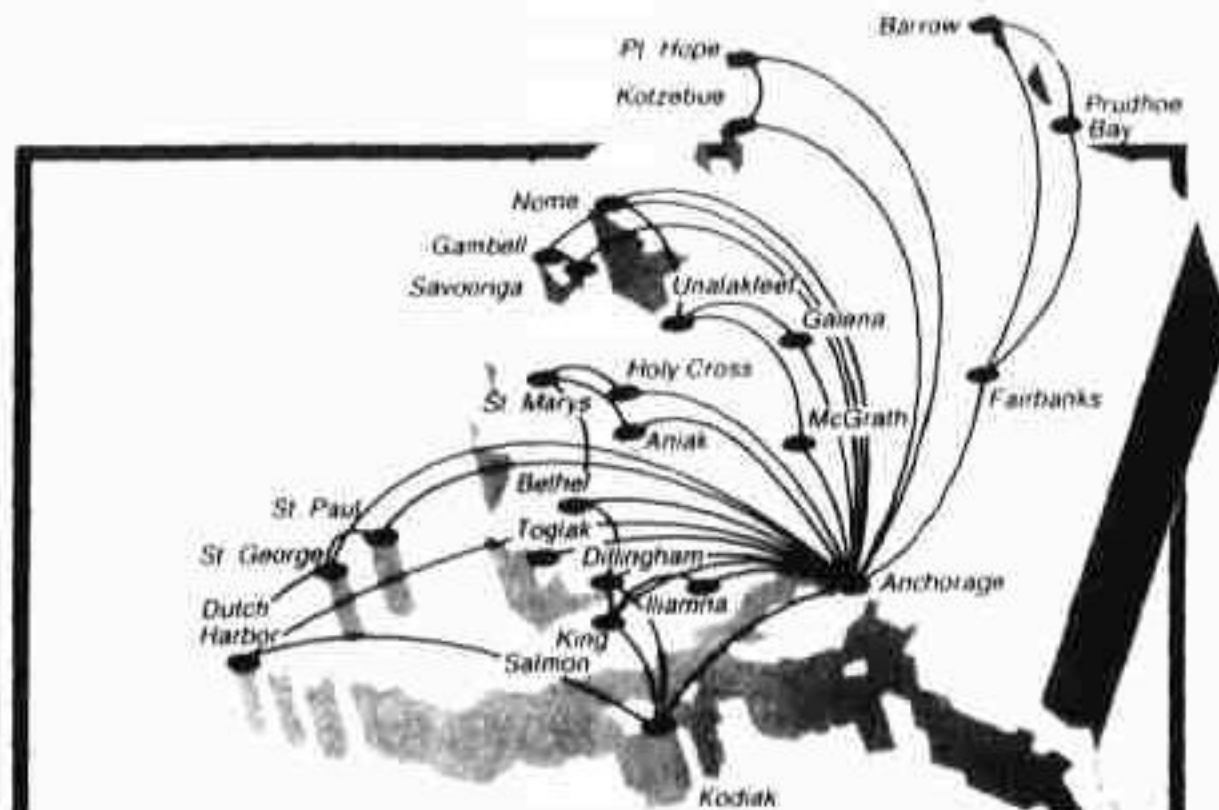 Barrow
Pt Hope
Kotzebue
Prudhoe
Bay
Nome
Gambell
Savoonga
Unalakleet
Galena
Holy Cross
St Marys
Fairbanks
McGrath
Aniak
Bethel
St Paul
Togiak
St George
Dillingham
Anchorage
Dutch
Harbor
Iliamna
King
Salmon
Kodiak